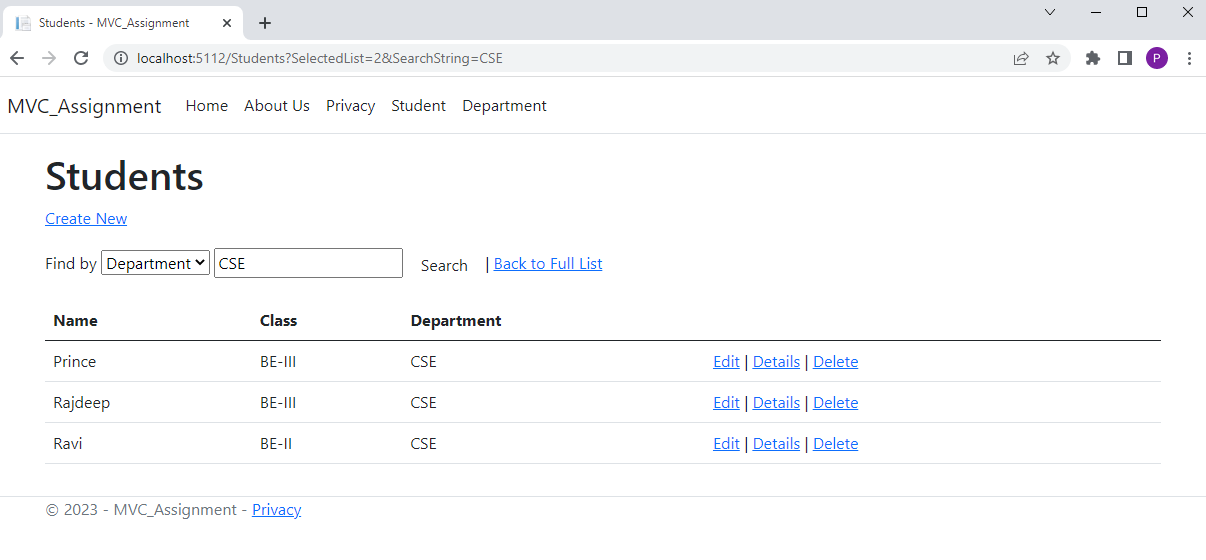 Students - MVC_Assignment
localhost:5112/Students?SelectedList=2&SearchString=CSE
P
MVC_Assignment Home About Us Privacy Student Department
Students
Create New
Find by Department CSE Search | Back to Full List
Name Class Department
Prince BE-III CSE Edit | Details | Delete
Rajdeep BE-III CSE Edit | Details | Delete
Ravi BE-II CSE Edit | Details | Delete
© 2023 - MVC_Assignment - Privacy